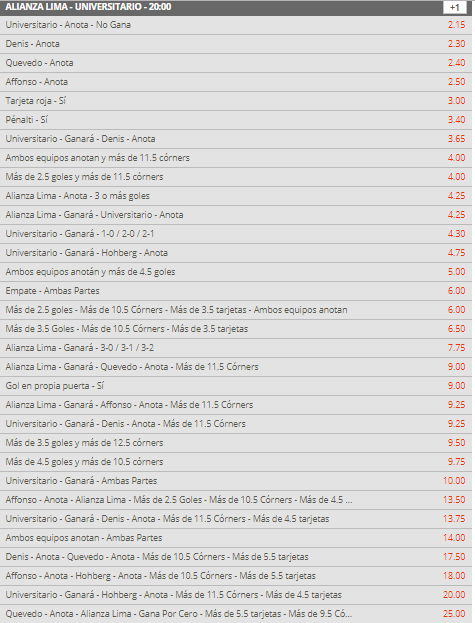 ALIANZA LIMA - UNIVERSITARIO - 20:00 +1
Universitario - Anota - No Gana 2.15
Denis - Anota 2.30
Quevedo - Anota 2.40
Affonso - Anota 2.50
Tarjeta roja - Sí 3.00
Pénalti - Sí 3.40
Universitario - Ganará - Denis - Anota 3.65
Ambos equipos anotan y más de 11.5 córners 4.00
Más de 2.5 goles y más de 11.5 córners 4.00
Alianza Lima - Anota - 3 o más goles 4.25
Alianza Lima - Ganará - Universitario - Anota 4.25
Universitario - Ganará - 1-0 / 2-0 / 2-1 4.30
Universitario - Ganará - Hohberg - Anota 4.75
Ambos equipos anotán y más de 4.5 goles 5.00
Empate - Ambas Partes 6.00
Más de 2.5 goles - Más de 10.5 Córners - Más de 3.5 tarjetas - Ambos equipos anotan 6.00
Más de 3.5 Goles - Más de 10.5 Córners - Más de 3.5 tarjetas 6.50
Alianza Lima - Ganará - 3-0 / 3-1 / 3-2 7.75
Alianza Lima - Ganará - Quevedo - Anota - Más de 11.5 Córners 9.00
Gol en propia puerta - Sí 9.00
Alianza Lima - Ganará - Affonso - Anota - Más de 11.5 Córners 9.25
Universitario - Ganará - Denis - Anota - Más de 11.5 Córners 9.25
Más de 3.5 goles y más de 12.5 córners 9.50
Más de 4.5 goles y más de 10.5 córners 9.75
Universitario - Ganará - Ambas Partes 10.00
Affonso - Anota - Alianza Lima - Más de 2.5 Goles - Más de 10.5 Córners - Más de 4.5 ... 13.50
Universitario - Ganará - Denis - Anota - Más de 11.5 Córners - Más de 4.5 tarjetas 13.75
Ambos equipos anotan - Ambas Partes 14.00
Denis - Anota - Quevedo - Anota - Más de 10.5 Córners - Más de 5.5 tarjetas 17.50
Affonso - Anota - Hohberg - Anota - Más de 10.5 Córners - Más de 5.5 tarjetas 18.00
Universitario - Ganará - Hohberg - Anota - Más de 11.5 Córners - Más de 4.5 tarjetas 20.00
Quevedo - Anota - Alianza Lima - Gana Por Cero - Más de 5.5 tarjetas - Más de 9.5 Có... 25.00